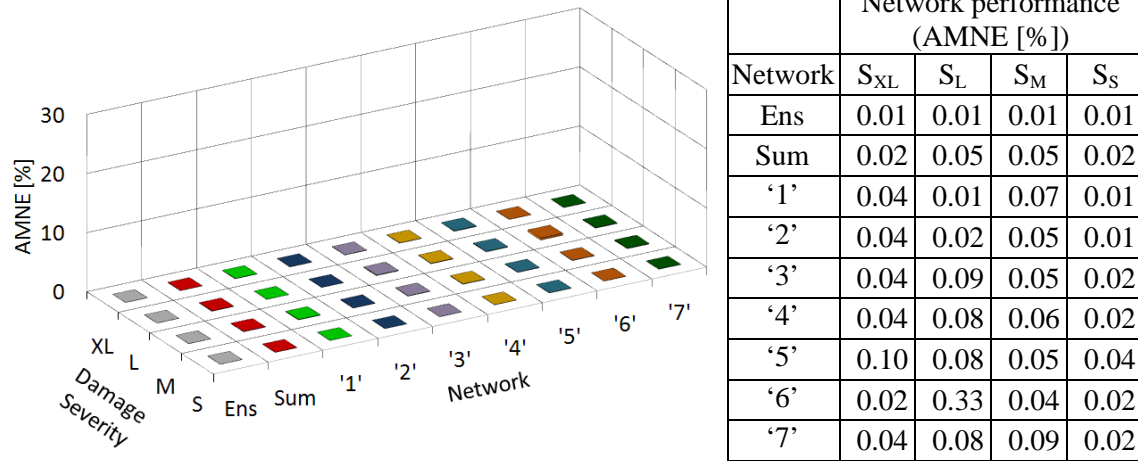 30
20
10
0
AMNE [%]
XL
L
M
S
Damage
Severity
Ens
Sum
'1'
'2'
'3'
'4'
'5'
'6'
'7'
Network
Network performance
(AMNE [%])
Network S_XL S_L S_M S_S
Ens 0.01 0.01 0.01 0.01
Sum 0.02 0.05 0.05 0.02
‘1’ 0.04 0.01 0.07 0.01
‘2’ 0.04 0.02 0.05 0.01
‘3’ 0.04 0.09 0.05 0.02
‘4’ 0.04 0.08 0.06 0.02
‘5’ 0.10 0.08 0.05 0.04
‘6’ 0.02 0.33 0.04 0.02
‘7’ 0.04 0.08 0.09 0.02